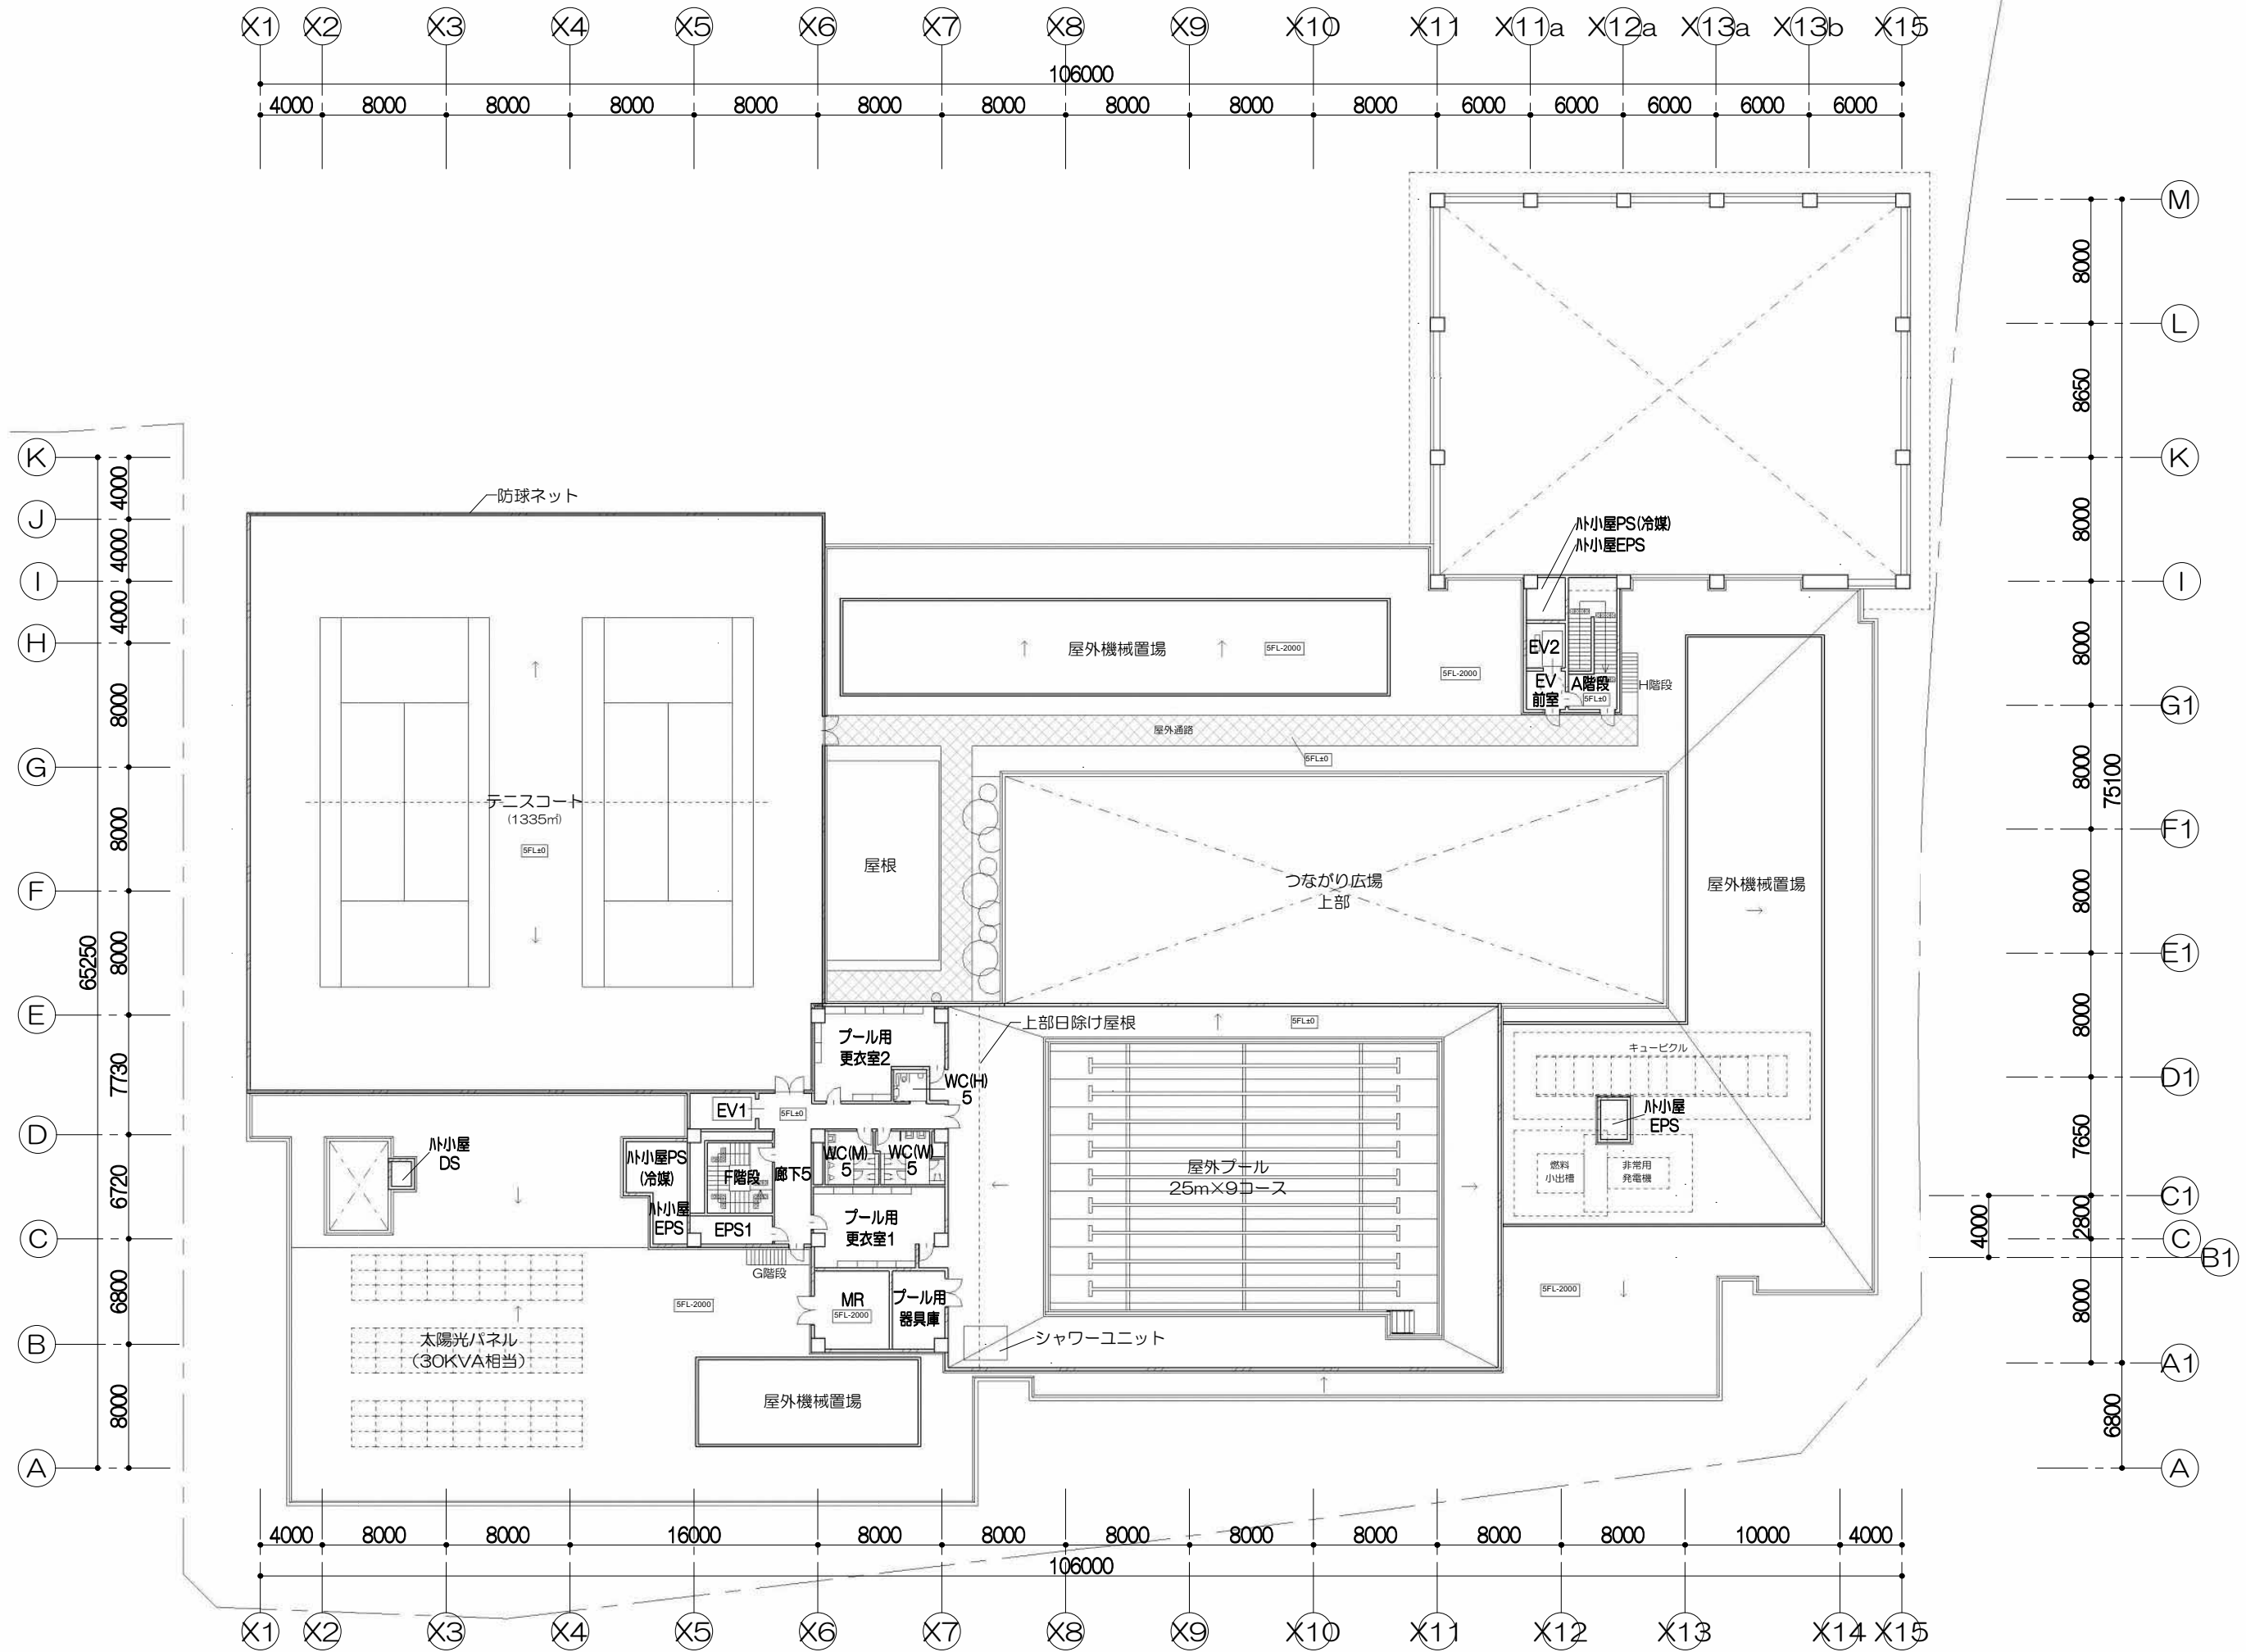 X1 X2 X3 X4 X5 X6 X7 X8 X9 X10 X11 X11a X12a X13a X13b X15
106000
4000 8000 8000 8000 8000 8000 8000 8000 8000 8000 6000 6000 6000 6000 6000
M
8000
L
8650
K
8000
I
8000
G1
8000
F1
8000
E1
8000
D1
7650
C1
2800
C
4000
B1
8000
A1
6800
A
75100
K
4000
J
4000
I
4000
H
8000
G
8000
F
8000
E
7730
D
6720
C
6800
B
8000
A
65250
防球ネット
ハト小屋PS(冷媒)
ハト小屋EPS
屋外機械置場
5FL-2000
5FL-2000
EV2
EV
前室
A階段
5FL±0
H階段
屋外通路
5FL±0
テニスコート
(1335㎡)
5FL±0
屋根
つながり広場
上部
屋外機械置場
プール用
更衣室2
上部日除け屋根
5FL±0
キュービクル
WC(H)
5
EV1
5FL±0
ハト小屋
EPS
ハト小屋
DS
ハト小屋PS
(冷媒)
F階段
廊下5
WC(M)
5
WC(W)
5
屋外プール
25m×9コース
燃料
小出槽
非常用
発電機
ハト小屋
EPS
EPS1
プール用
更衣室1
G階段
5FL-2000
MR
5FL-2000
プール用
器具庫
5FL-2000
シャワーユニット
太陽光パネル
(30KVA相当)
屋外機械置場
4000 8000 8000 16000 8000 8000 8000 8000 8000 8000 8000 10000 4000
106000
X1 X2 X3 X4 X5 X6 X7 X8 X9 X10 X11 X12 X13 X14 X15